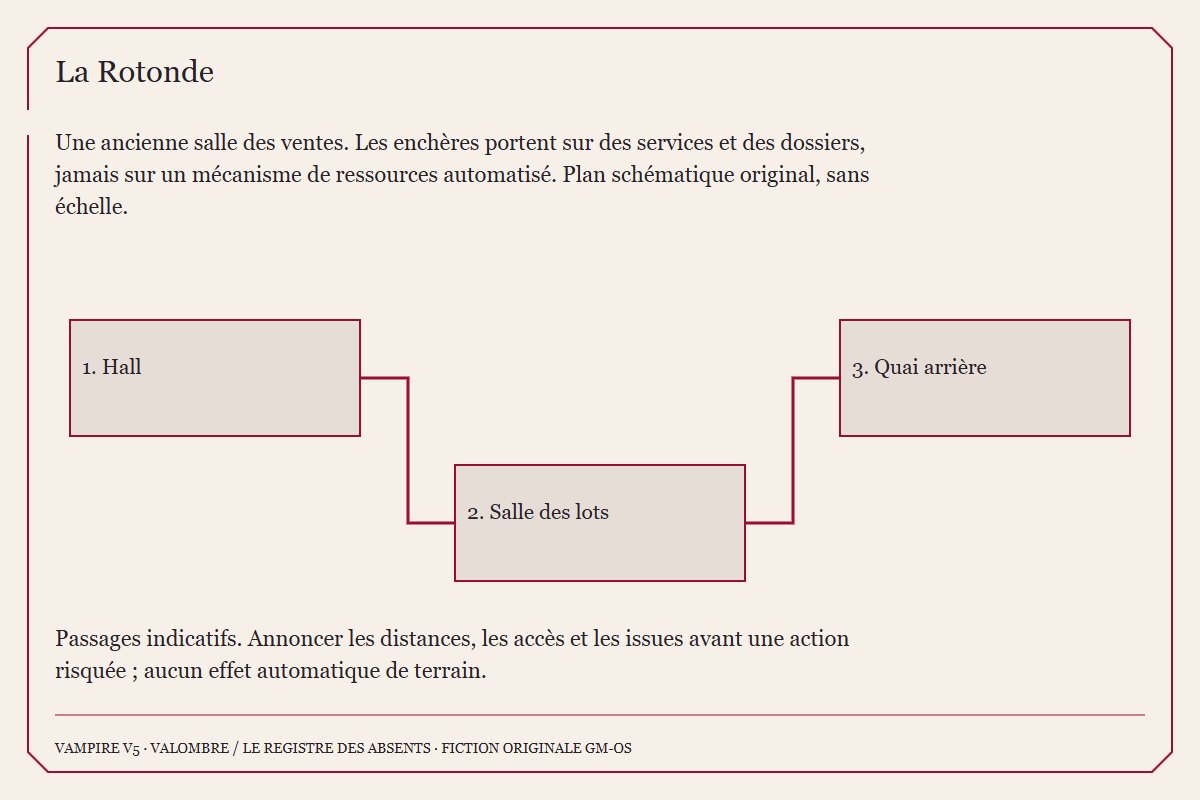 La Rotonde
Une ancienne salle des ventes. Les enchères portent sur des services et des dossiers,
jamais sur un mécanisme de ressources automatisé. Plan schématique original, sans
échelle.
1. Hall
3. Quai arrière
2. Salle des lots
Passages indicatifs. Annoncer les distances, les accès et les issues avant une action
risquée ; aucun effet automatique de terrain.
VAMPIRE V5 · VALOMBRE / LE REGISTRE DES ABSENTS · FICTION ORIGINALE GM-OS